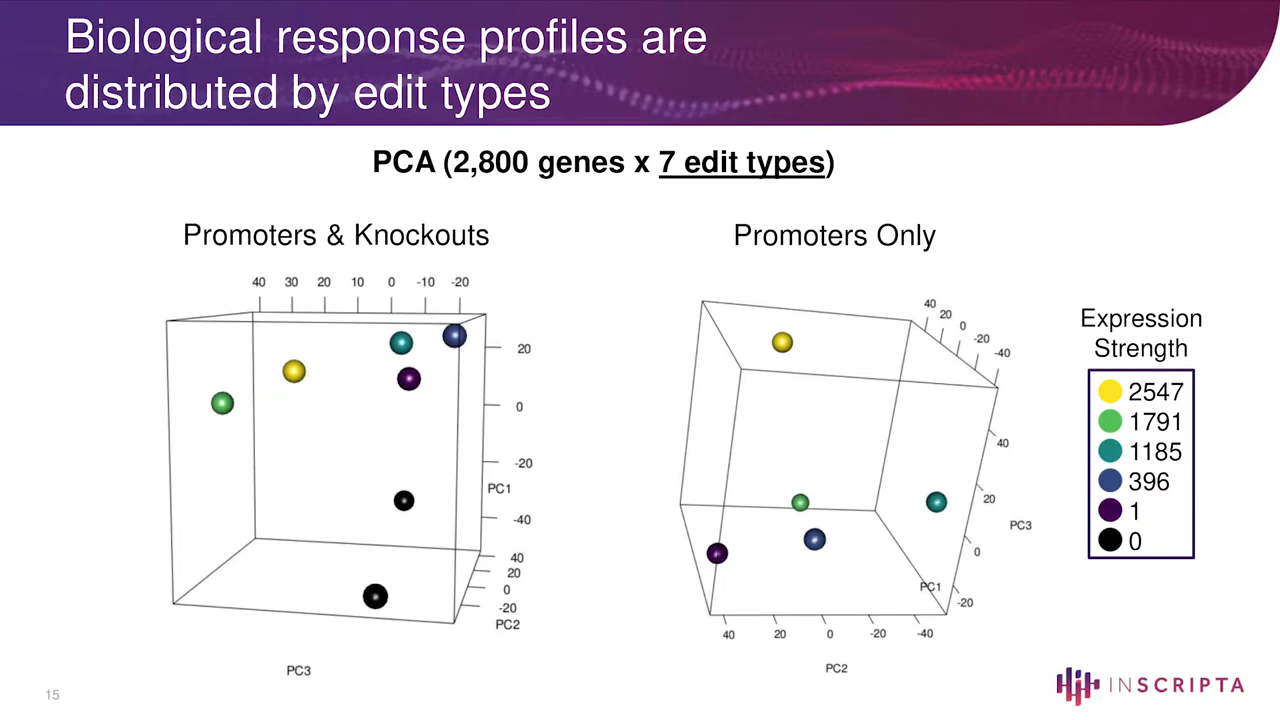 Biological response profiles are
distributed by edit types
PCA (2,800 genes x 7 edit types)
Promoters & Knockouts
40 30 20 10 0 -10 -20
20
0
-20
PC1
-40
40
20
0
-20
PC2
PC3
Promoters Only
40
20
0
-20
-40
40
20
PC3
0
PC1
-20
40 20 0 -20 -40
PC2
Expression
Strength
2547
1791
1185
396
1
0
15
INSCRIPTA